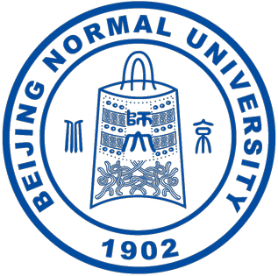 BEIJING NORMAL UNIVERSITY
北 京
師大
1902